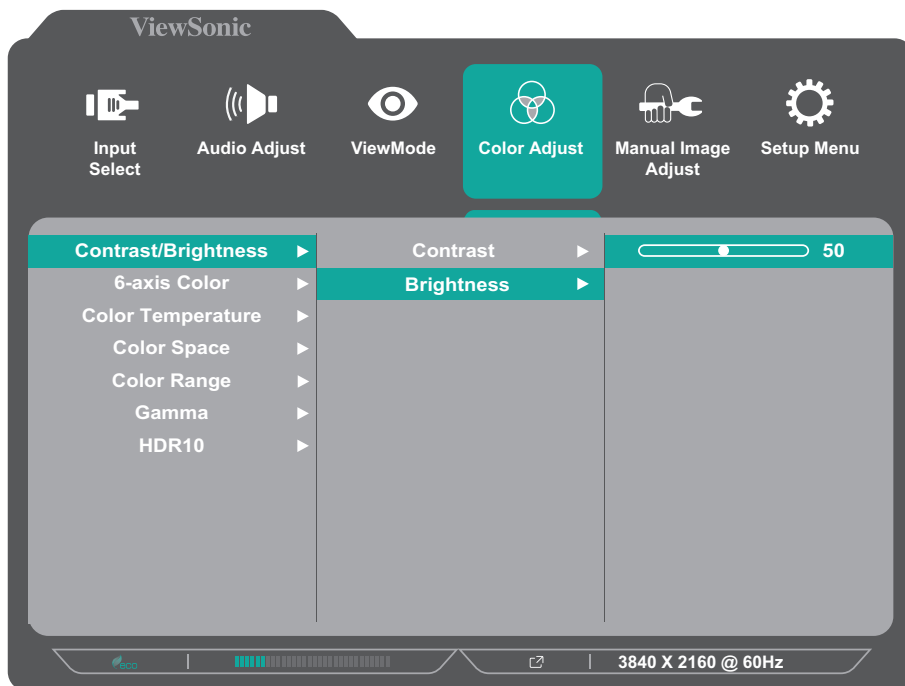 ViewSonic
Input Select
Audio Adjust
ViewMode
Color Adjust
Manual Image Adjust
Setup Menu
Contrast/Brightness
Contrast
50
6-axis Color
Brightness
Color Temperature
Color Space
Color Range
Gamma
HDR10
eco
3840 X 2160 @ 60Hz